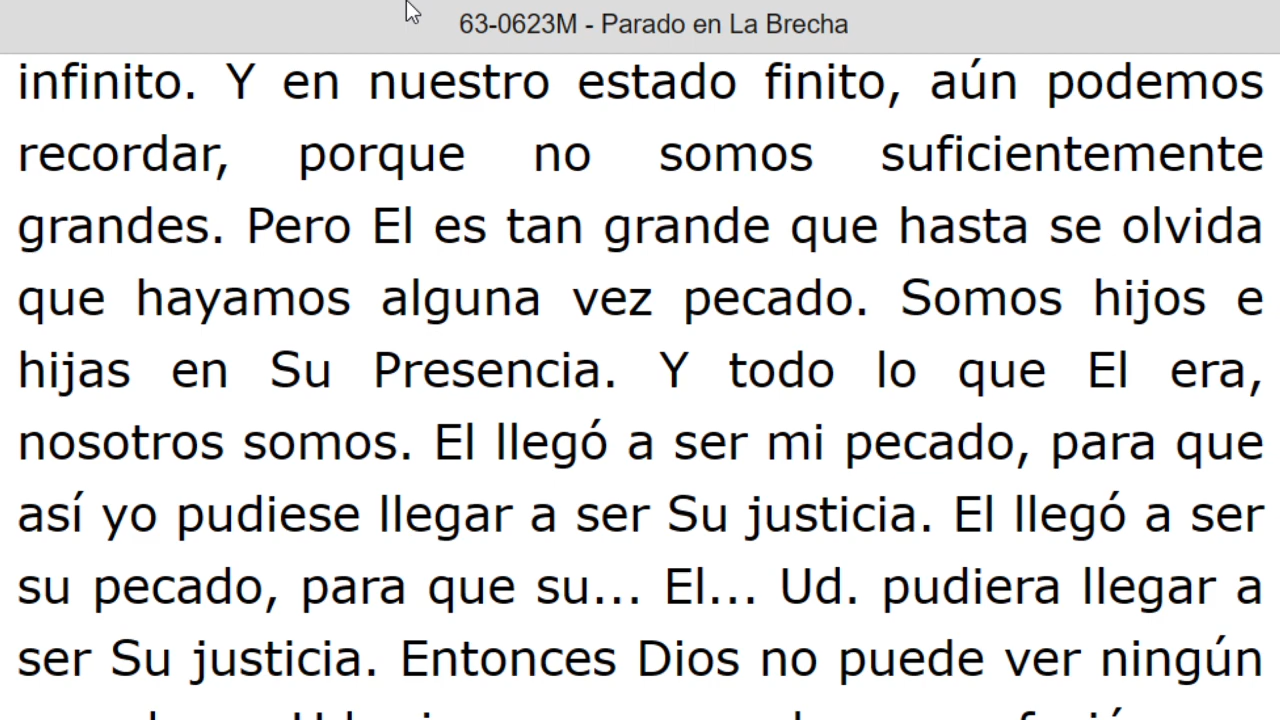 63-0623M - Parado en La Brecha
infinito. Y en nuestro estado finito, aún podemos
recordar, porque no somos suficientemente
grandes. Pero El es tan grande que hasta se olvida
que hayamos alguna vez pecado. Somos hijos e
hijas en Su Presencia. Y todo lo que El era,
nosotros somos. El llegó a ser mi pecado, para que
así yo pudiese llegar a ser Su justicia. El llegó a ser
su pecado, para que su... El... Ud. pudiera llegar a
ser Su justicia. Entonces Dios no puede ver ningún